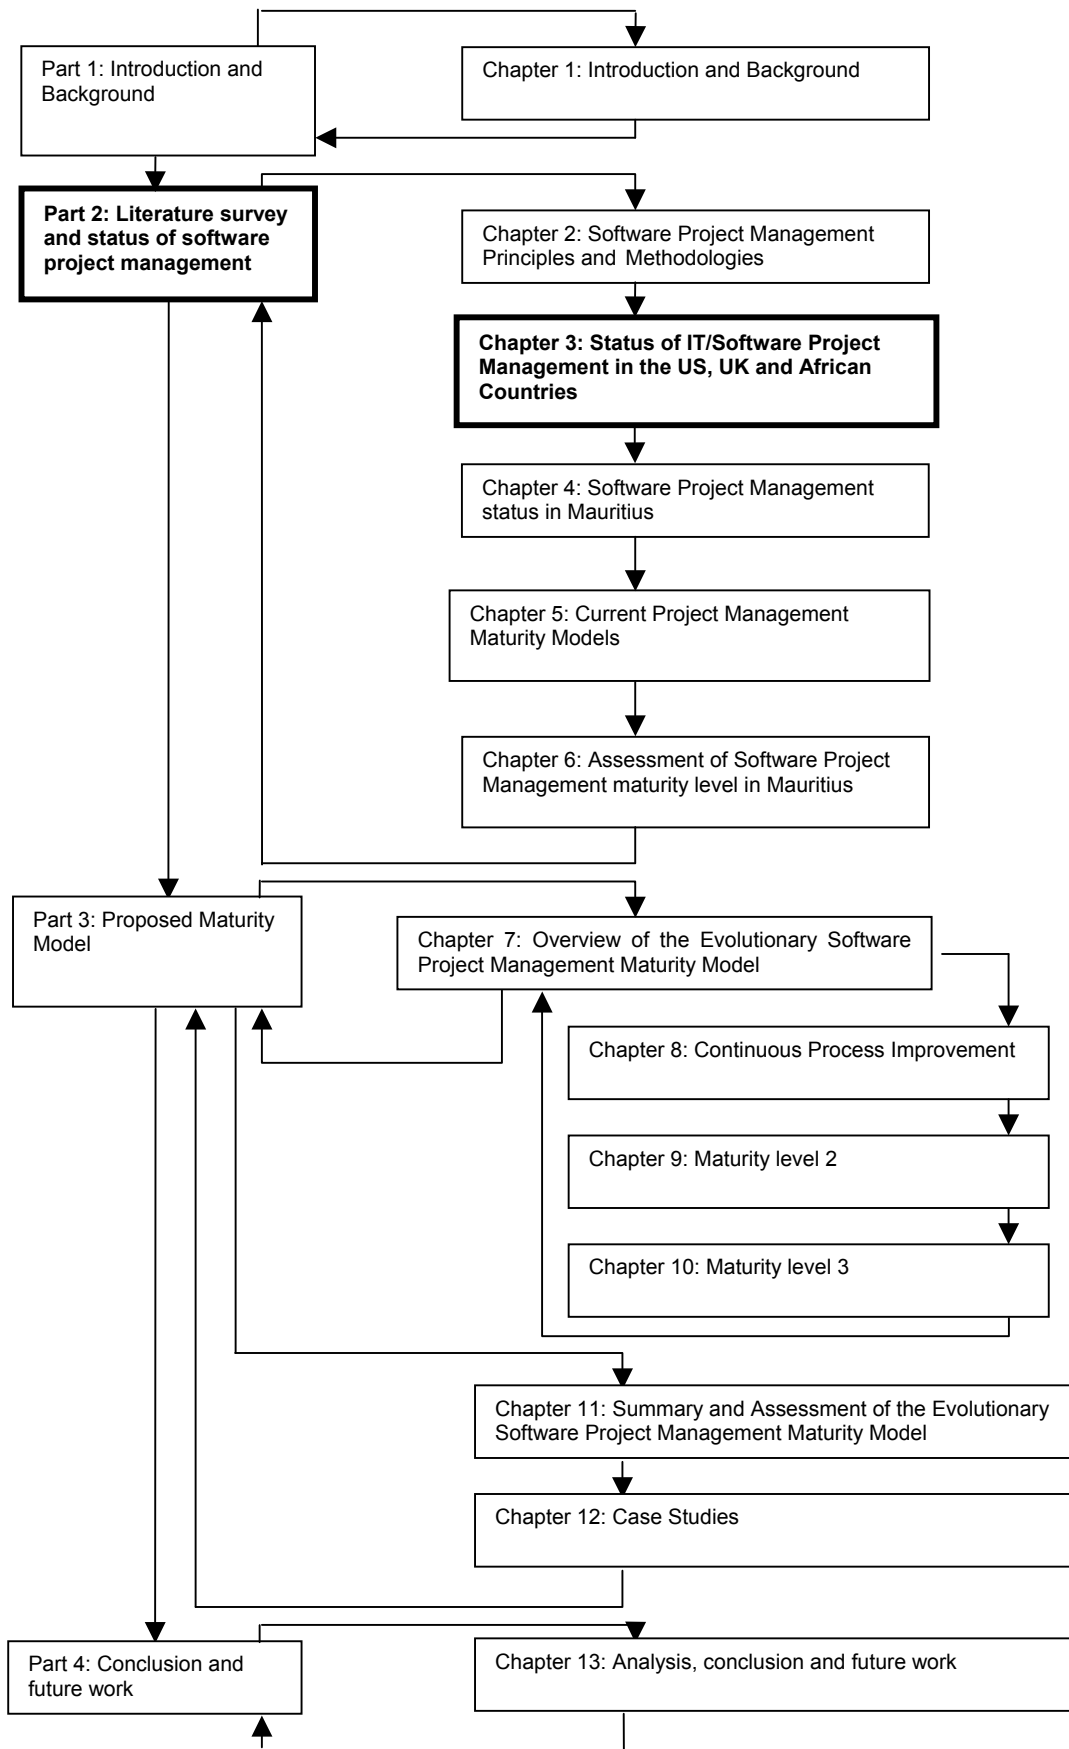 Part 1: Introduction and
Background
Chapter 1: Introduction and Background
Part 2: Literature survey
and status of software
project management
Chapter 2: Software Project Management
Principles and Methodologies
Chapter 3: Status of IT/Software Project
Management in the US, UK and African
Countries
Chapter 4: Software Project Management
status in Mauritius
Chapter 5: Current Project Management
Maturity Models
Chapter 6: Assessment of Software Project
Management maturity level in Mauritius
Part 3: Proposed Maturity
Model
Chapter 7: Overview of the Evolutionary Software
Project Management Maturity Model
Chapter 8: Continuous Process Improvement
Chapter 9: Maturity level 2
Chapter 10: Maturity level 3
Chapter 11: Summary and Assessment of the Evolutionary
Software Project Management Maturity Model
Chapter 12: Case Studies
Part 4: Conclusion and
future work
Chapter 13: Analysis, conclusion and future work